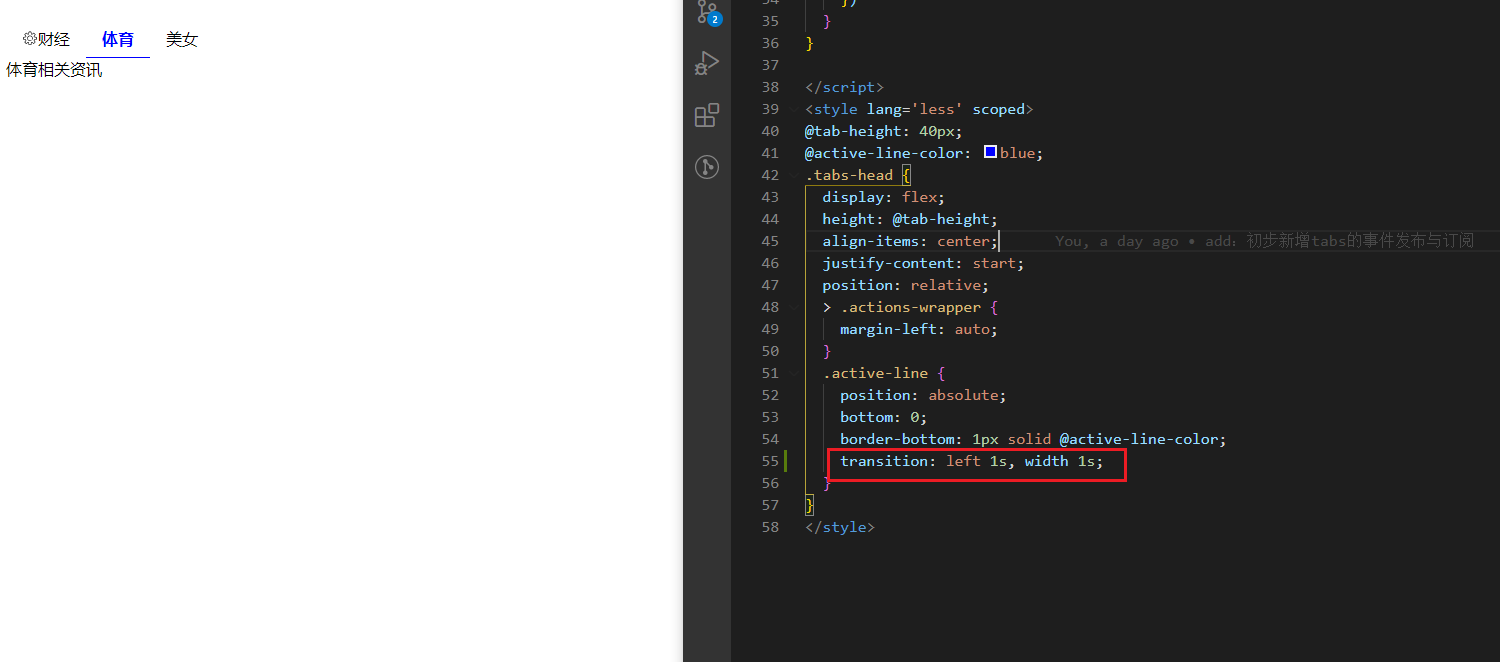 财经 体育 美女
体育相关资讯
2
34 })
35 }
36 }
37
38 </script>
39 <style lang='less' scoped>
40 @tab-height: 40px;
41 @active-line-color: blue;
42 .tabs-head {
43 display: flex;
44 height: @tab-height;
45 align-items: center; You, a day ago • add: 初步新增tabs的事件发布与订阅
46 justify-content: start;
47 position: relative;
48 > .actions-wrapper {
49 margin-left: auto;
50 }
51 .active-line {
52 position: absolute;
53 bottom: 0;
54 border-bottom: 1px solid @active-line-color;
55 transition: left 1s, width 1s;
56 }
57 }
58 </style>